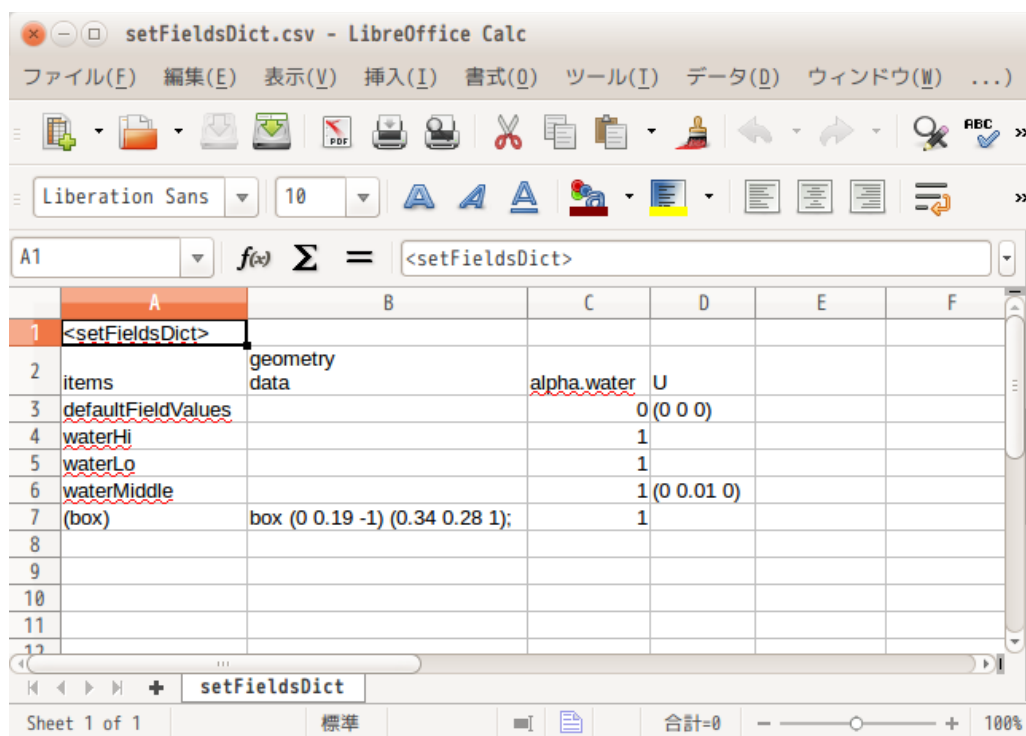 setFieldsDict.csv - LibreOffice Calc
ファイル(F) 編集(E) 表示(V) 挿入(I) 書式(O) ツール(T) データ(D) ウィンドウ(W) ...)
PDF ABC »
Liberation Sans 10 »
A1 f(x) Σ = <setFieldsDict>
A B C D E F
1 <setFieldsDict>
geometry
2 items data alpha.water U
3 defaultFieldValues 0 (0 0 0)
4 waterHi 1
5 waterLo 1
6 waterMiddle 1 (0 0.01 0)
7 (box) box (0 0.19 -1) (0.34 0.28 1); 1
8
9
10
11
12
setFieldsDict
Sheet 1 of 1 標準 合計=0 100%